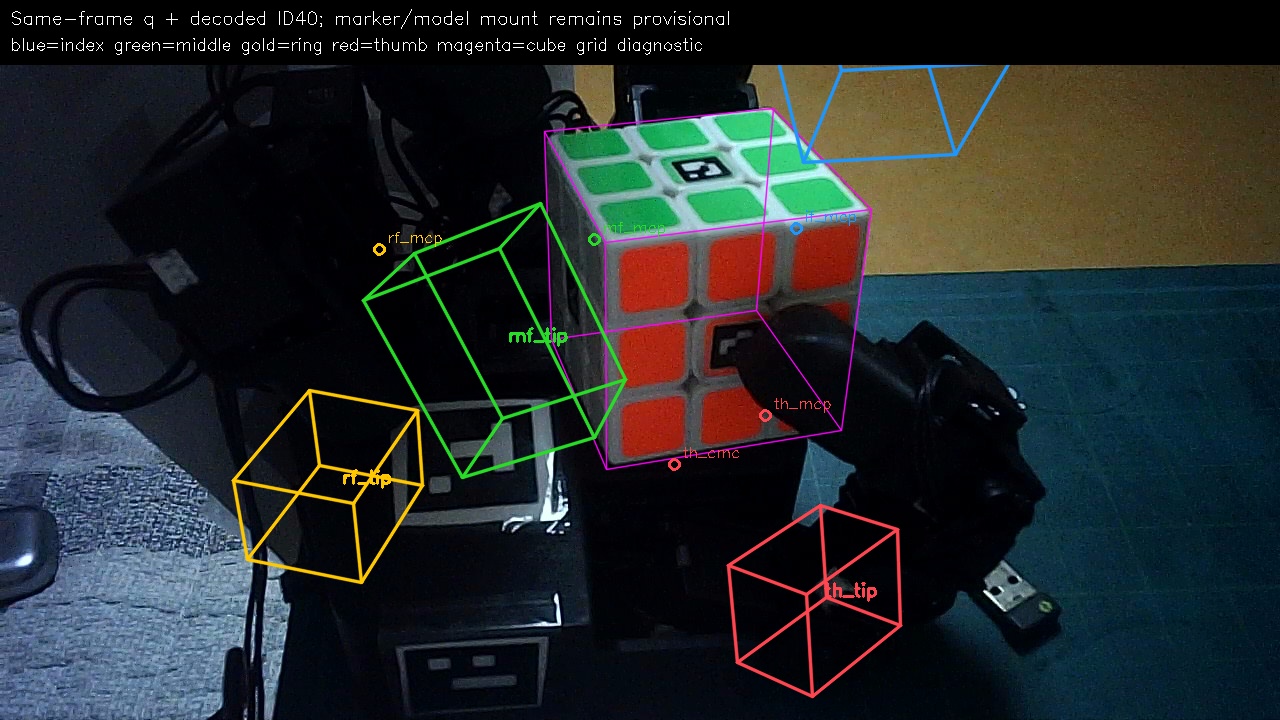 Same-frame q + decoded ID40; marker/model mount remains provisional
blue=index green=middle gold=ring red=thumb magenta=cube grid diagnostic
rf_mcp
mf_mcp
ff_mcp
mf_tip
th_mcp
th_cmc
rf_tip
th_tip